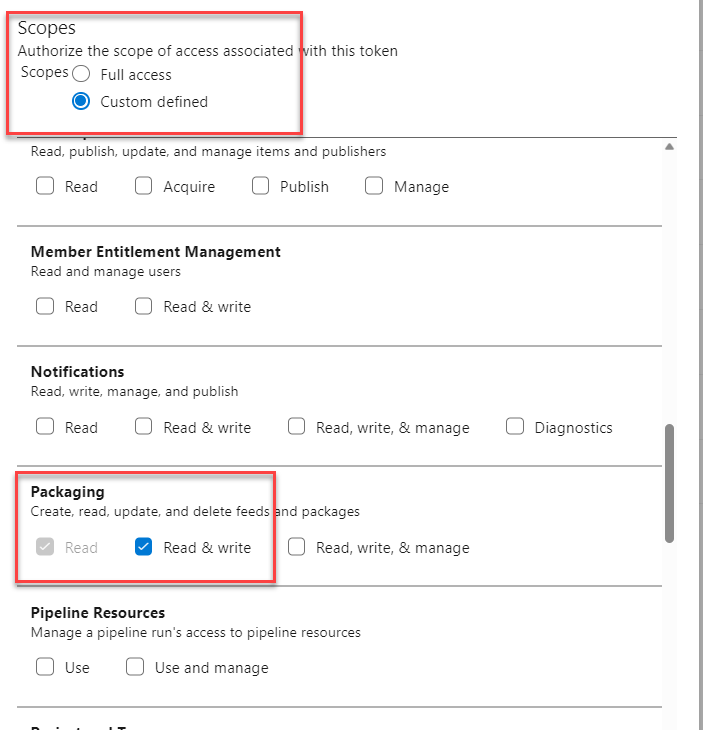 Scopes
Authorize the scope of access associated with this token
Scopes Full access
Custom defined
Read, publish, update, and manage items and publishers
Read Acquire Publish Manage
Member Entitlement Management
Read and manage users
Read Read & write
Notifications
Read, write, manage, and publish
Read Read & write Read, write, & manage Diagnostics
Packaging
Create, read, update, and delete feeds and packages
Read Read & write Read, write, & manage
Pipeline Resources
Manage a pipeline run's access to pipeline resources
Use Use and manage